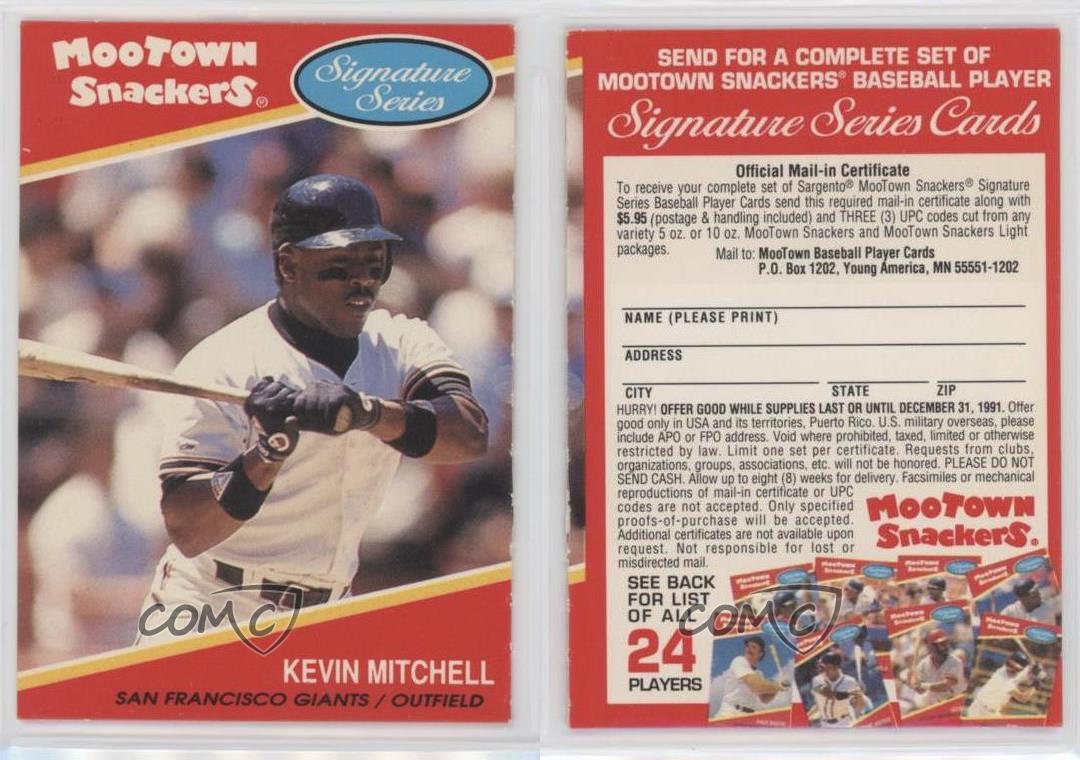 MOOTOWN
SNACKERS®
Signature
Series
KEVIN MITCHELL
SAN FRANCISCO GIANTS / OUTFIELD
COMC
SEND FOR A COMPLETE SET OF
MOOTOWN SNACKERS® BASEBALL PLAYER
Signature Series Cards
Official Mail-in Certificate
To receive your complete set of Sargento® MooTown Snackers® Signature
Series Baseball Player Cards send this required mail-in certificate along with
$5.95 (postage & handling included) and THREE (3) UPC codes cut from any
variety 5 oz. or 10 oz. MooTown Snackers and MooTown Snackers Light
packages. Mail to: MooTown Baseball Player Cards
P.O. Box 1202, Young America, MN 55551-1202
NAME (PLEASE PRINT)
ADDRESS
CITY STATE ZIP
HURRY! OFFER GOOD WHILE SUPPLIES LAST OR UNTIL DECEMBER 31, 1991. Offer
good only in USA and its territories, Puerto Rico. U.S. military overseas, please
include APO or FPO address. Void where prohibited, taxed, limited or otherwise
restricted by law. Limit one set per certificate. Requests from clubs,
organizations, groups, associations, etc. will not be honored. PLEASE DO NOT
SEND CASH. Allow up to eight (8) weeks for delivery. Facsimiles or mechanical
reproductions of mail-in certificate or UPC
codes are not accepted. Only specified
proofs-of-purchase will be accepted.
Additional certificates are not available upon
request. Not responsible for lost or
misdirected mail.
MOOTOWN
SNACKERS®
SEE BACK
FOR LIST
OF ALL
24
PLAYERS
COMC